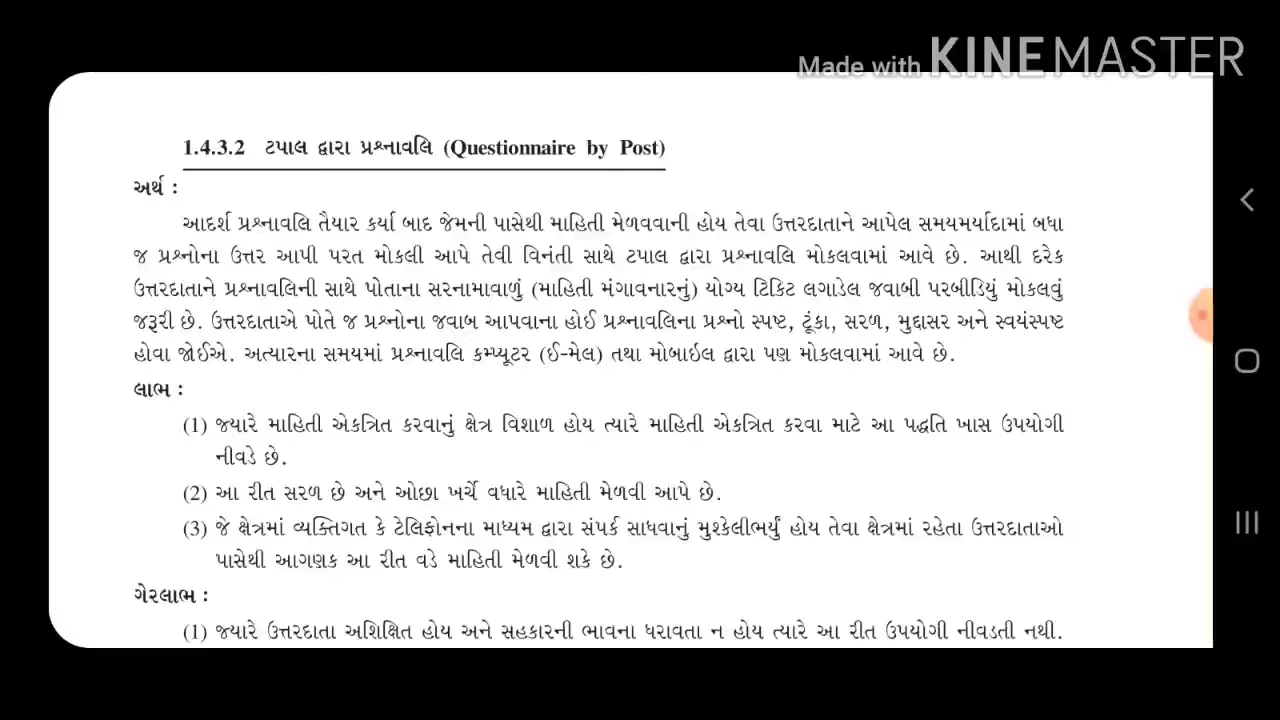 Made with KINEMASTER
1.4.3.2 ટપાલ દ્વારા પ્રશ્નાવલિ (Questionnaire by Post)
અર્થ :
આદર્શ પ્રશ્નાવલિ તૈયાર કર્યા બાદ જેમની પાસેથી માહિતી મેળવવાની હોય તેવા ઉત્તરદાતાને આપેલ સમયમર્યાદામાં બધા
જ પ્રશ્નોના ઉત્તર આપી પરત મોકલી આપે તેવી વિનંતી સાથે ટપાલ દ્વારા પ્રશ્નાવલિ મોકલવામાં આવે છે. આથી દરેક
ઉત્તરદાતાને પ્રશ્નાવલિની સાથે પોતાના સરનામાવાળું (માહિતી મંગાવનારનું) યોગ્ય ટિકિટ લગાડેલ જવાબી પરબીડિયું મોકલવું
જરૂરી છે. ઉત્તરદાતાએ પોતે જ પ્રશ્નોના જવાબ આપવાના હોઈ પ્રશ્નાવલિના પ્રશ્નો સ્પષ્ટ, ટૂંકા, સરળ, મુદ્દાસર અને સ્વયંસ્પષ્ટ
હોવા જોઈએ. અત્યારના સમયમાં પ્રશ્નાવલિ કમ્પ્યૂટર (ઈ-મેલ) તથા મોબાઇલ દ્વારા પણ મોકલવામાં આવે છે.
લાભ :
(1) જ્યારે માહિતી એકત્રિત કરવાનું ક્ષેત્ર વિશાળ હોય ત્યારે માહિતી એકત્રિત કરવા માટે આ પદ્ધતિ ખાસ ઉપયોગી
નીવડે છે.
(2) આ રીત સરળ છે અને ઓછા ખર્ચે વધારે માહિતી મેળવી આપે છે.
(3) જે ક્ષેત્રમાં વ્યક્તિગત કે ટેલિફોનના માધ્યમ દ્વારા સંપર્ક સાધવાનું મુશ્કેલીભર્યું હોય તેવા ક્ષેત્રમાં રહેતા ઉત્તરદાતાઓ
પાસેથી આગણક આ રીત વડે માહિતી મેળવી શકે છે.
ગેરલાભ :
(1) જ્યારે ઉત્તરદાતા અશિક્ષિત હોય અને સહકારની ભાવના ધરાવતા ન હોય ત્યારે આ રીત ઉપયોગી નીવડતી નથી.